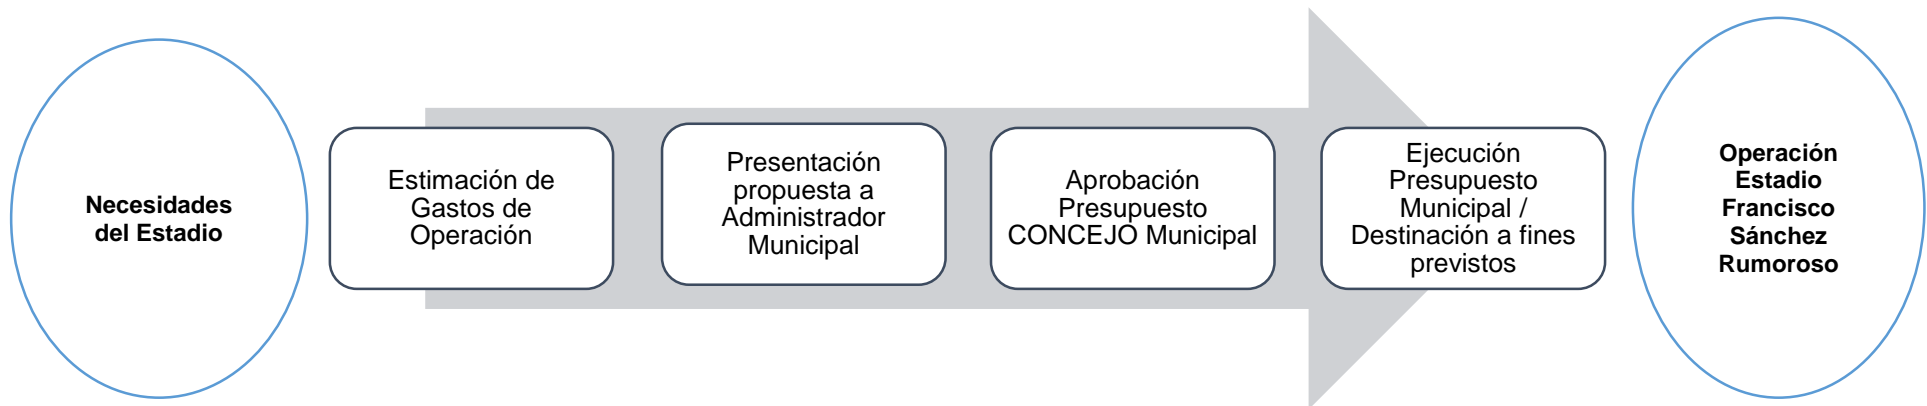 Necesidades
del Estadio
Estimación de
Gastos de
Operación
Presentación
propuesta a
Administrador
Municipal
Aprobación
Presupuesto
CONCEJO Municipal
Ejecución
Presupuesto
Municipal /
Destinación a fines
previstos
Operación
Estadio
Francisco
Sánchez
Rumoroso